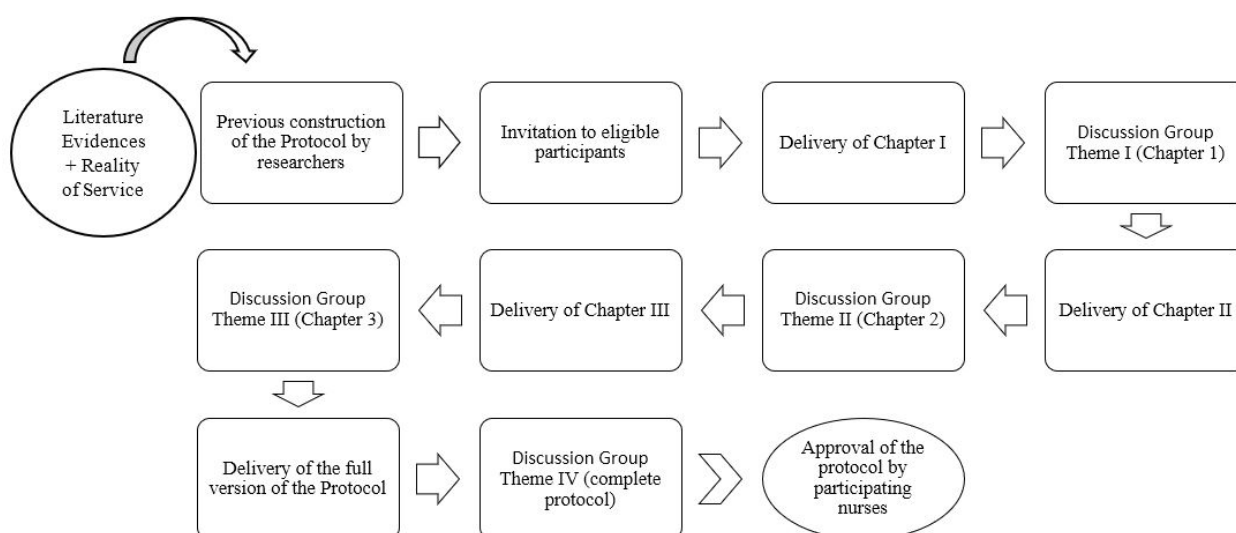 Literature
Evidences
+ Reality
of Service
Previous construction
of the Protocol by
researchers
Invitation to eligible
participants
Delivery of Chapter I
Discussion Group
Theme I (Chapter 1)
Delivery of Chapter II
Discussion Group
Theme II (Chapter 2)
Delivery of Chapter III
Discussion Group
Theme III (Chapter 3)
Delivery of the full
version of the Protocol
Discussion Group
Theme IV (complete
protocol)
Approval of the
protocol by
participating
nurses